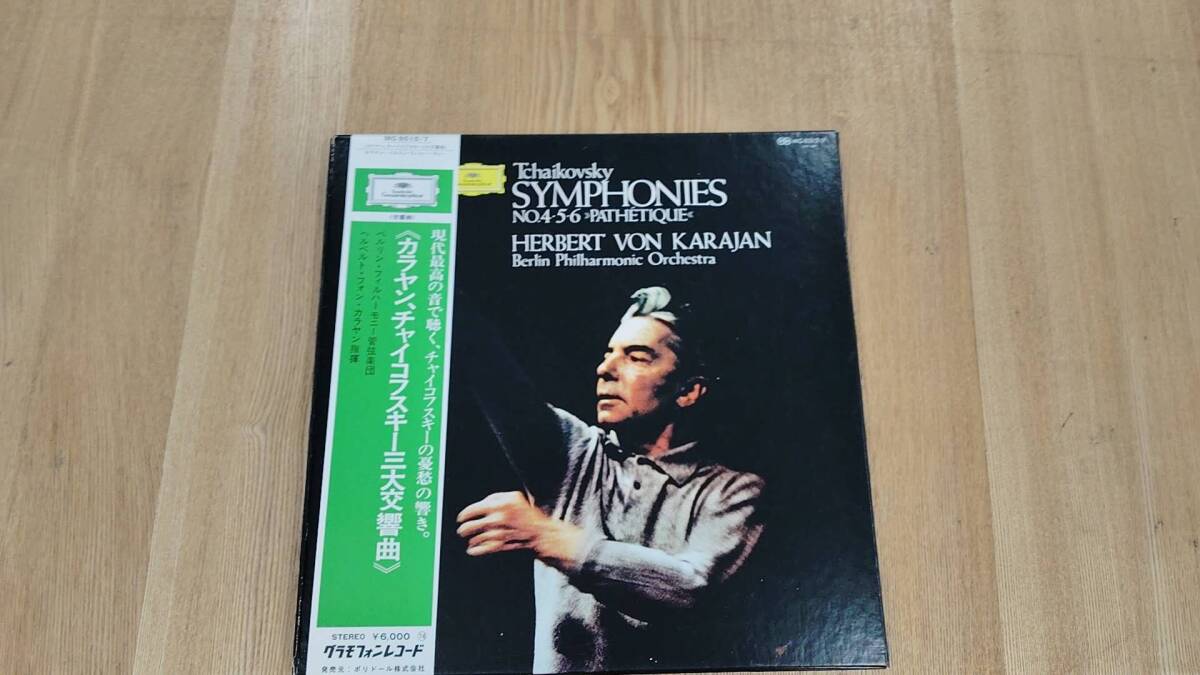 Tchaikovsky
SYMPHONIES
NO.4·5·6 »PATHÉTIQUE«
HERBERT VON KARAJAN
Berlin Philharmonic Orchestra
現代最高の音で聴く、チャイコフスキーの憂愁の響き。
《カラヤン、チャイコフスキー三大交響曲》
ベルリン・フィルハーモニー管弦楽団
ヘルベルト・フォン・カラヤン指揮
STEREO ¥6,000
グラモフォンレコード
発売元:ポリドール株式会社